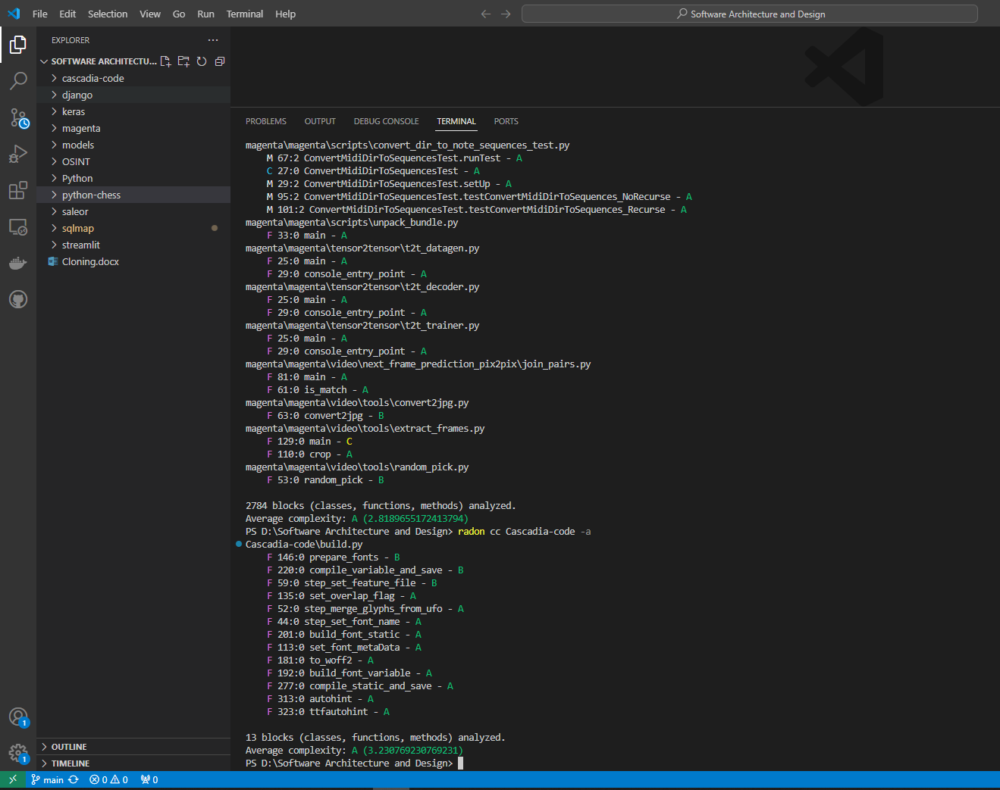 File Edit Selection View Go Run Terminal Help
Software Architecture and Design
EXPLORER
SOFTWARE ARCHITECTU...
cascadia-code
django
keras
magenta
models
OSINT
Python
python-chess
saleor
sqlmap
streamlit
Cloning.docx
OUTLINE
TIMELINE
PROBLEMS OUTPUT DEBUG CONSOLE TERMINAL PORTS
magenta\magenta\scripts\convert_dir_to_note_sequences_test.py
M 67:2 ConvertMidiDirToSequencesTest.runTest - A
C 27:0 ConvertMidiDirToSequencesTest - A
M 29:2 ConvertMidiDirToSequencesTest.setUp - A
M 95:2 ConvertMidiDirToSequencesTest.testConvertMidiDirToSequences_NoRecurse - A
M 101:2 ConvertMidiDirToSequencesTest.testConvertMidiDirToSequences_Recurse - A
magenta\magenta\scripts\unpack_bundle.py
F 33:0 main - A
magenta\magenta\tensor2tensor\t2t_datagen.py
F 25:0 main - A
F 29:0 console_entry_point - A
magenta\magenta\tensor2tensor\t2t_decoder.py
F 25:0 main - A
F 29:0 console_entry_point - A
magenta\magenta\tensor2tensor\t2t_trainer.py
F 25:0 main - A
F 29:0 console_entry_point - A
magenta\magenta\video\next_frame_prediction_pix2pix\join_pairs.py
F 81:0 main - A
F 61:0 is_match - A
magenta\magenta\video\tools\convert2jpg.py
F 63:0 convert2jpg - B
magenta\magenta\video\tools\extract_frames.py
F 129:0 main - C
F 110:0 crop - A
magenta\magenta\video\tools\random_pick.py
F 53:0 random_pick - B
2784 blocks (classes, functions, methods) analyzed.
Average complexity: A (2.8189655172413794)
PS D:\Software Architecture and Design> radon cc Cascadia-code -a
Cascadia-code\build.py
F 146:0 prepare_fonts - B
F 220:0 compile_variable_and_save - B
F 59:0 step_set_feature_file - B
F 135:0 set_overlap_flag - A
F 52:0 step_merge_glyphs_from_ufo - A
F 44:0 step_set_font_name - A
F 201:0 build_font_static - A
F 113:0 set_font_metaData - A
F 181:0 to_woff2 - A
F 192:0 build_font_variable - A
F 277:0 compile_static_and_save - A
F 313:0 autohint - A
F 323:0 ttfautohint - A
13 blocks (classes, functions, methods) analyzed.
Average complexity: A (3.230769230769231)
PS D:\Software Architecture and Design>
1
1
main 0 0 0